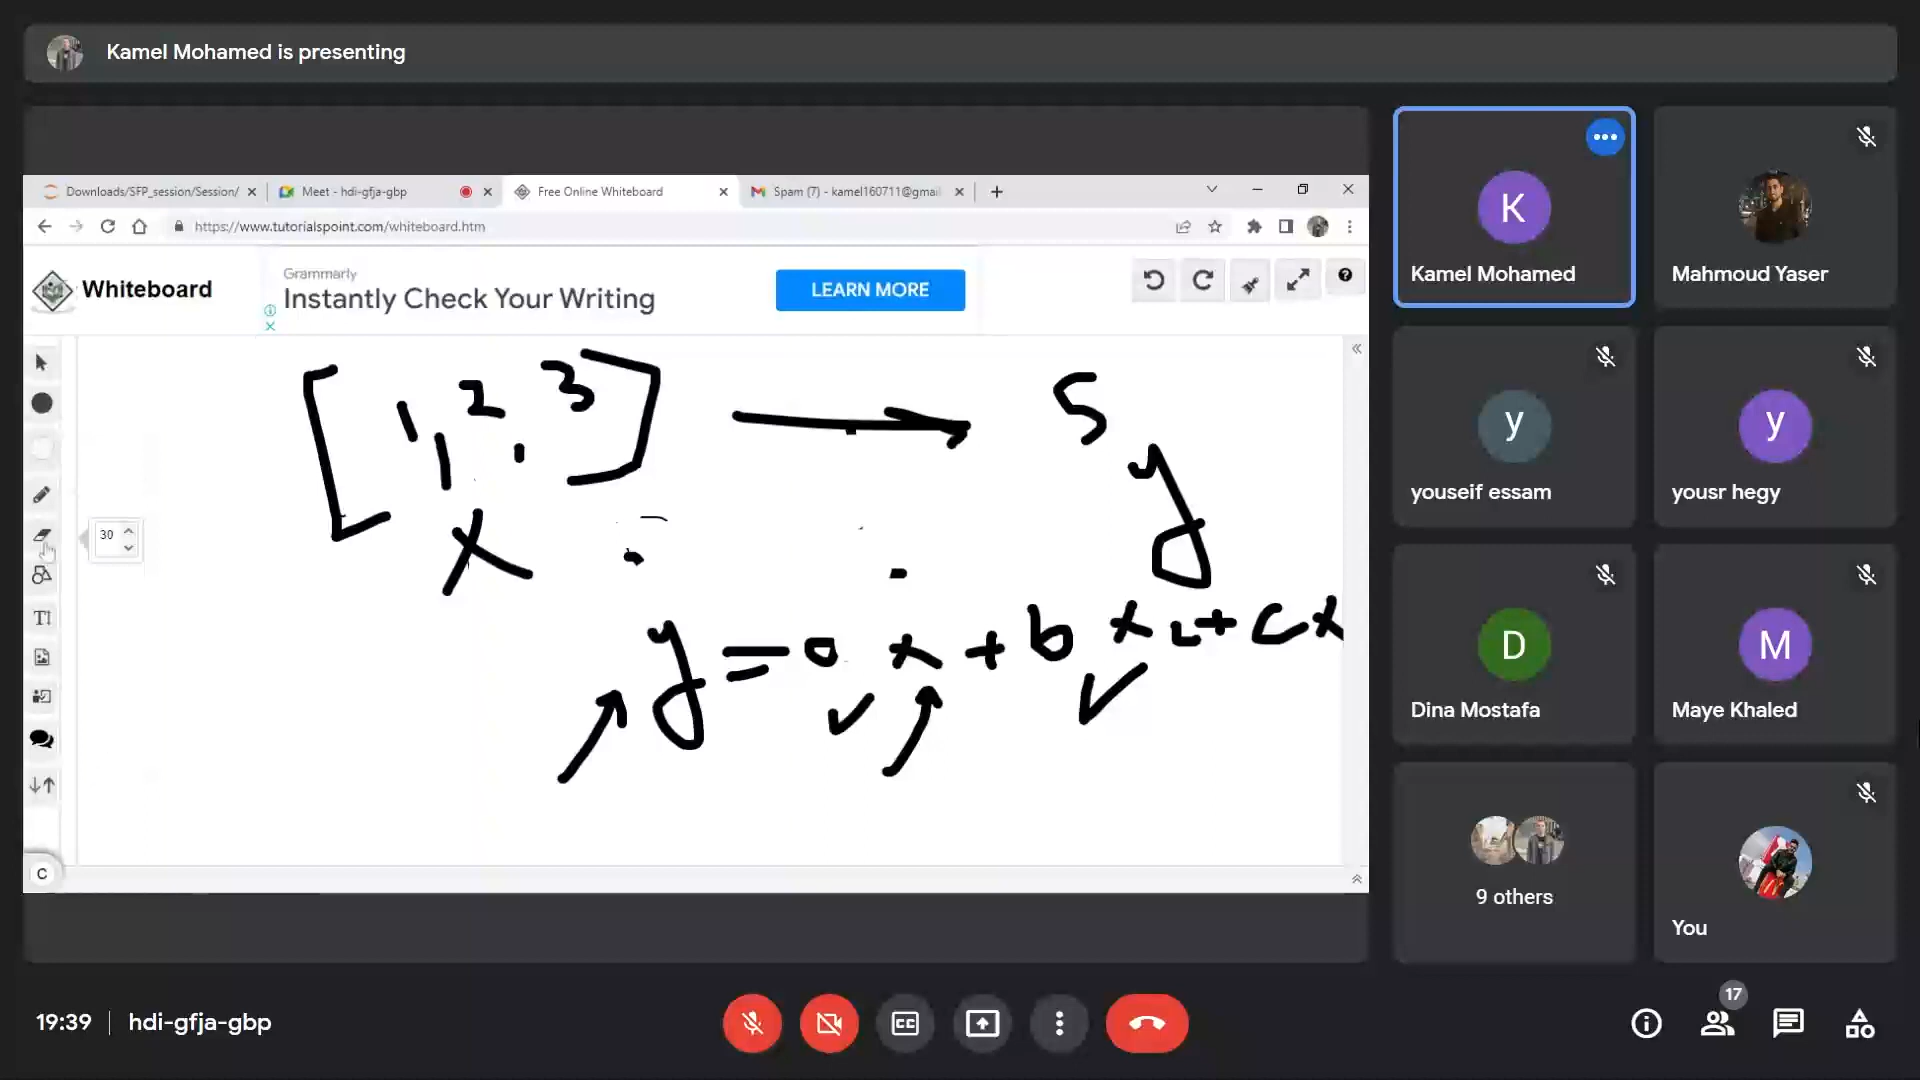 Kamel Mohamed is presenting
Downloads/SFP_session/Session/
Meet - hdi-gfja-gbp
Free Online Whiteboard
Spam (7) - kamel160711@gmai
https://www.tutorialspoint.com/whiteboard.htm
Whiteboard
Grammarly
Instantly Check Your Writing
LEARN MORE
[1, 2, 3] → 5
x
y
30
y = a x + b x2 + c x
C
K
Kamel Mohamed
Mahmoud Yaser
y
youseif essam
y
yousr hegy
D
Dina Mostafa
M
Maye Khaled
9 others
You
19:39 | hdi-gfja-gbp
17